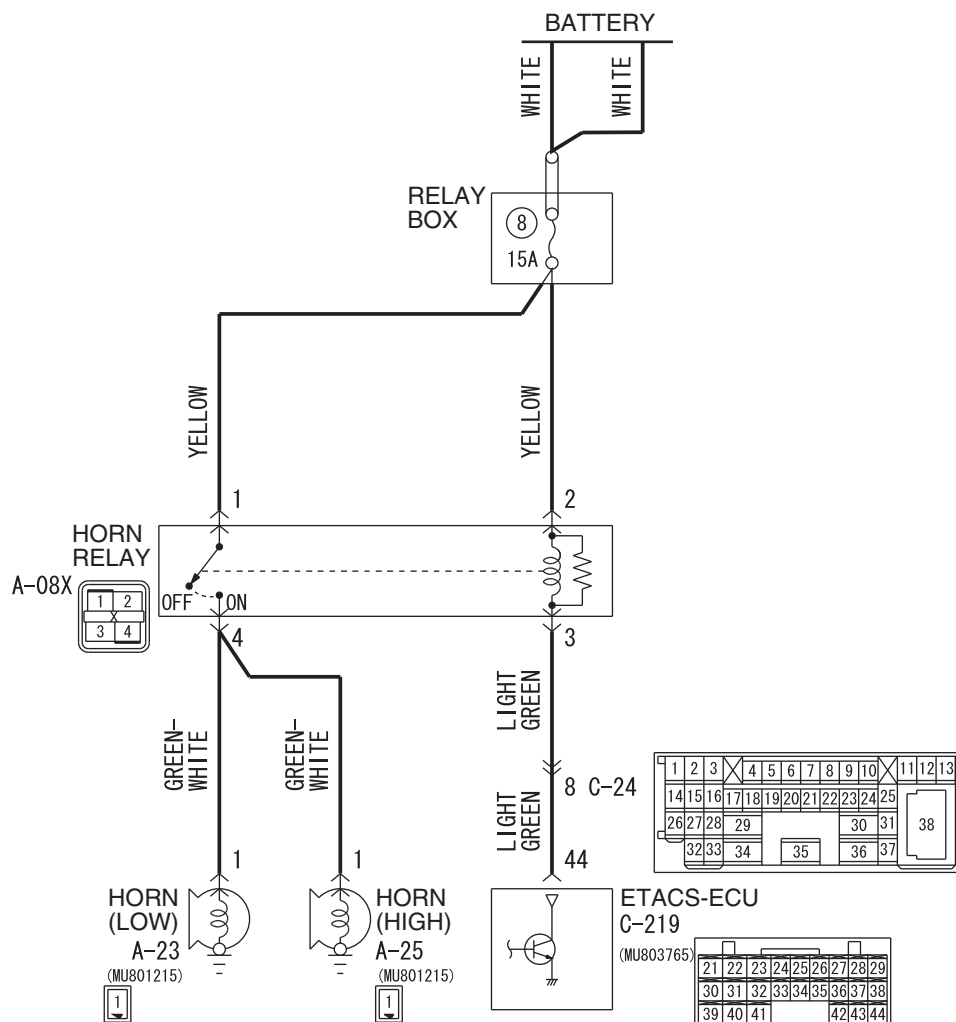 BATTERY
WHITE
WHITE
RELAY
BOX
8
15A
YELLOW
YELLOW
1
2
HORN
RELAY
A-08X
1 2
X
3 4
OFF
ON
4
3
GREEN-
WHITE
GREEN-
WHITE
LIGHT
GREEN
8 C-24
LIGHT
GREEN
1 2 3 4 5 6 7 8 9 10 11 12 13
14 15 16 17 18 19 20 21 22 23 24 25
26 27 28 29 30 31 38
32 33 34 35 36 37
1
1
44
HORN
(LOW)
A-23
(MU801215)
1
HORN
(HIGH)
A-25
(MU801215)
1
ETACS-ECU
C-219
(MU803765)
21 22 23 24 25 26 27 28 29
30 31 32 33 34 35 36 37 38
39 40 41 42 43 44